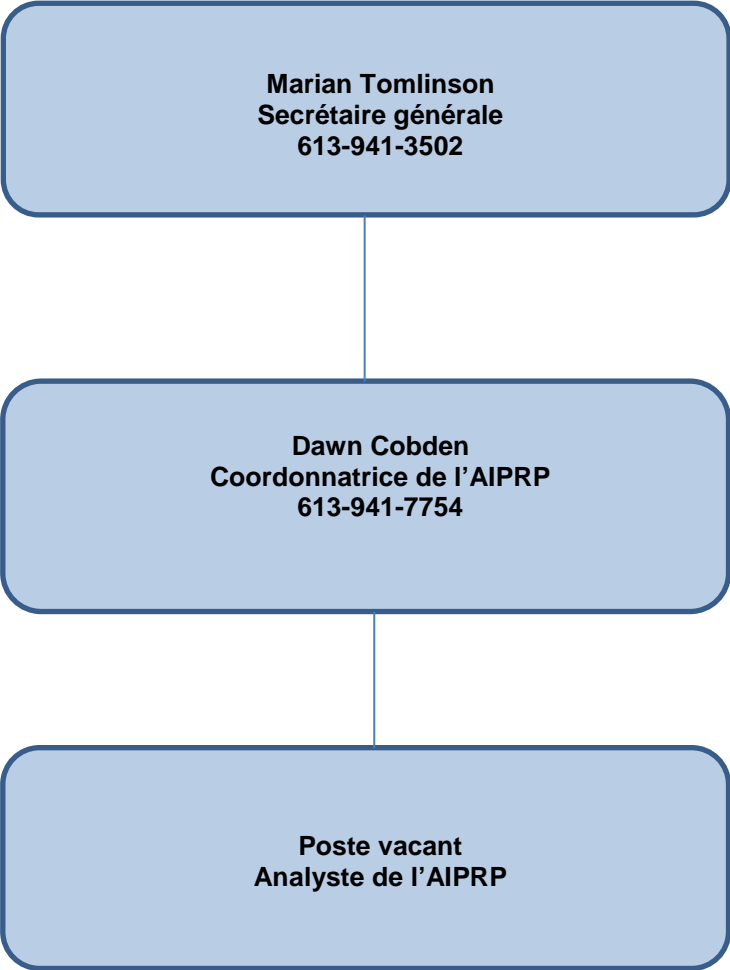 Marian Tomlinson
Secrétaire générale
613-941-3502
Dawn Cobden
Coordonnatrice de l’AIPRP
613-941-7754
Poste vacant
Analyste de l’AIPRP